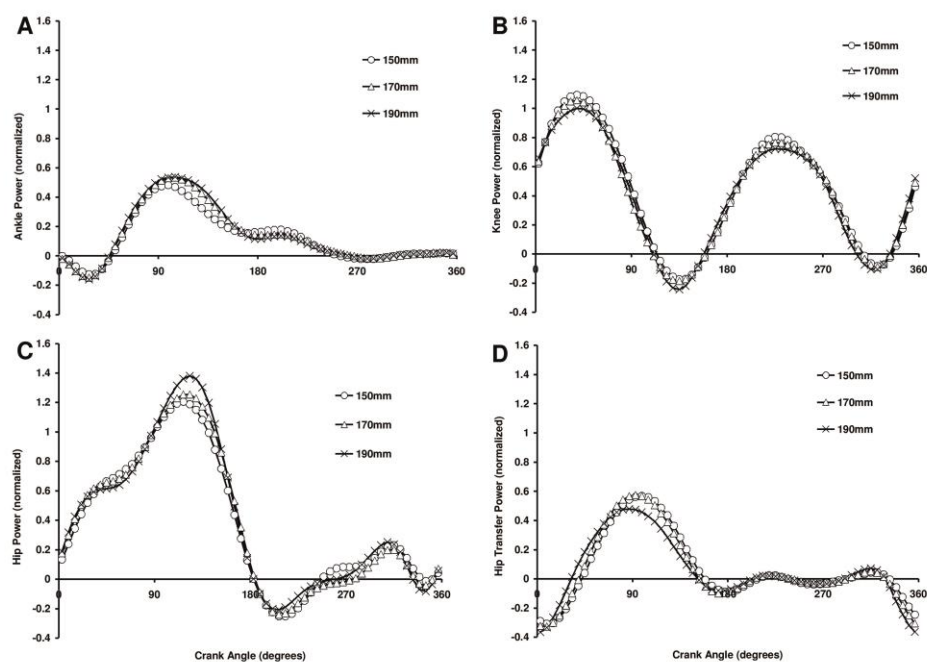 A
1.6
1.4
1.2
1
0.8
0.6
0.4
0.2
0
-0.2
-0.4
Ankle Power (normalized)
150mm
170mm
190mm
0
90
180
270
360
B
1.6
1.4
1.2
1
0.8
0.6
0.4
0.2
0
-0.2
-0.4
Knee Power (normalized)
150mm
170mm
190mm
0
90
180
270
360
C
1.6
1.4
1.2
1
0.8
0.6
0.4
0.2
0
-0.2
-0.4
Hip Power (normalized)
150mm
170mm
190mm
0
90
180
270
360
Crank Angle (degrees)
D
1.6
1.4
1.2
1
0.8
0.6
0.4
0.2
0
-0.2
-0.4
Hip Transfer Power (normalized)
150mm
170mm
190mm
0
90
180
270
360
Crank Angle (degrees)